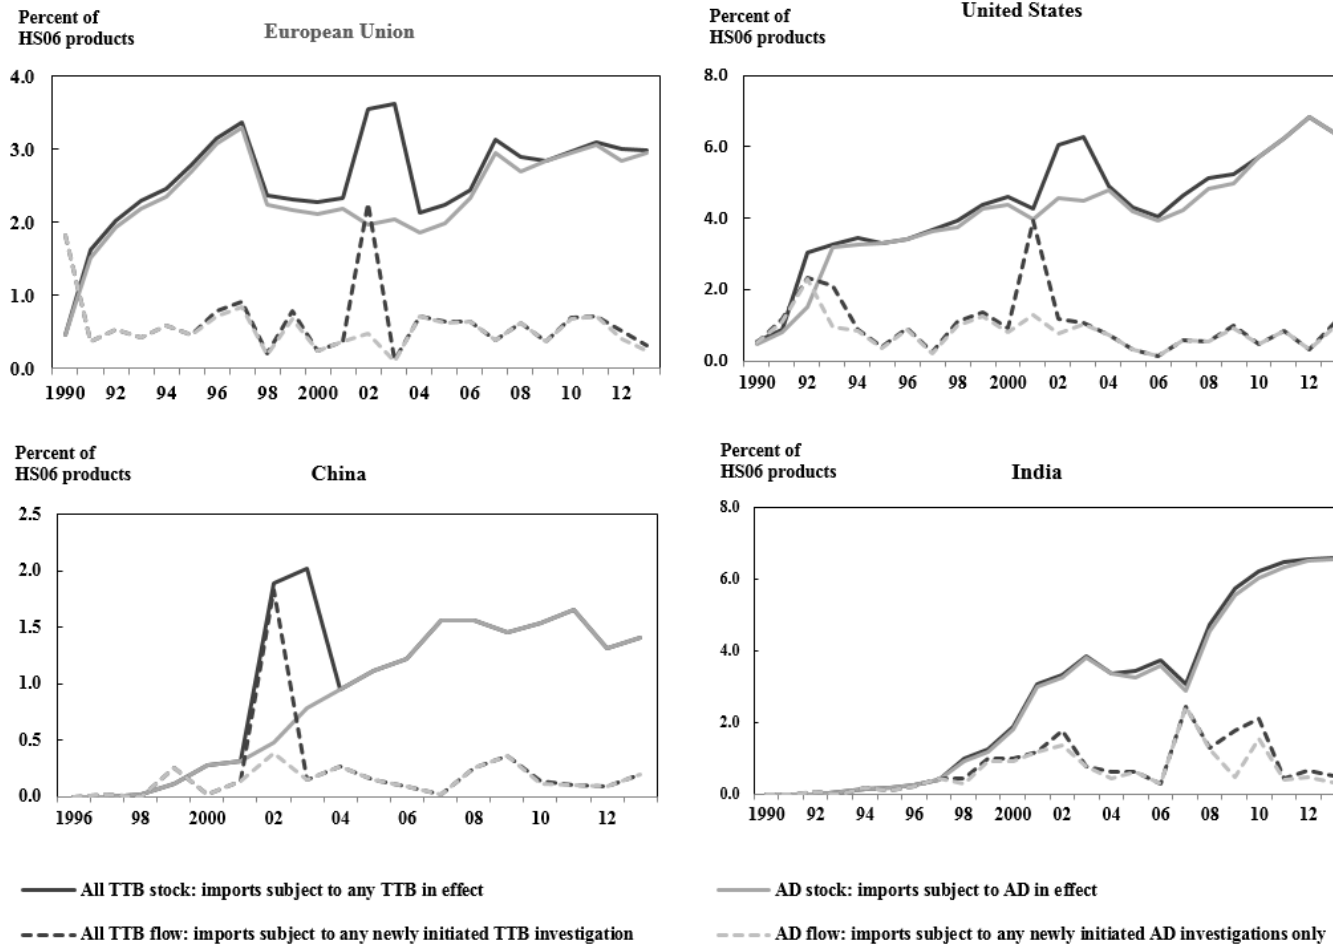 Percent of
HS06 products
European Union
4.0
3.0
2.0
1.0
0.0
1990 92 94 96 98 2000 02 04 06 08 10 12
Percent of
HS06 products
United States
8.0
6.0
4.0
2.0
0.0
1990 92 94 96 98 2000 02 04 06 08 10 12
Percent of
HS06 products
China
2.5
2.0
1.5
1.0
0.5
0.0
1996 98 2000 02 04 06 08 10 12
Percent of
HS06 products
India
8.0
6.0
4.0
2.0
0.0
1990 92 94 96 98 2000 02 04 06 08 10 12
All TTB stock: imports subject to any TTB in effect
AD stock: imports subject to AD in effect
All TTB flow: imports subject to any newly initiated TTB investigation
AD flow: imports subject to any newly initiated AD investigations only